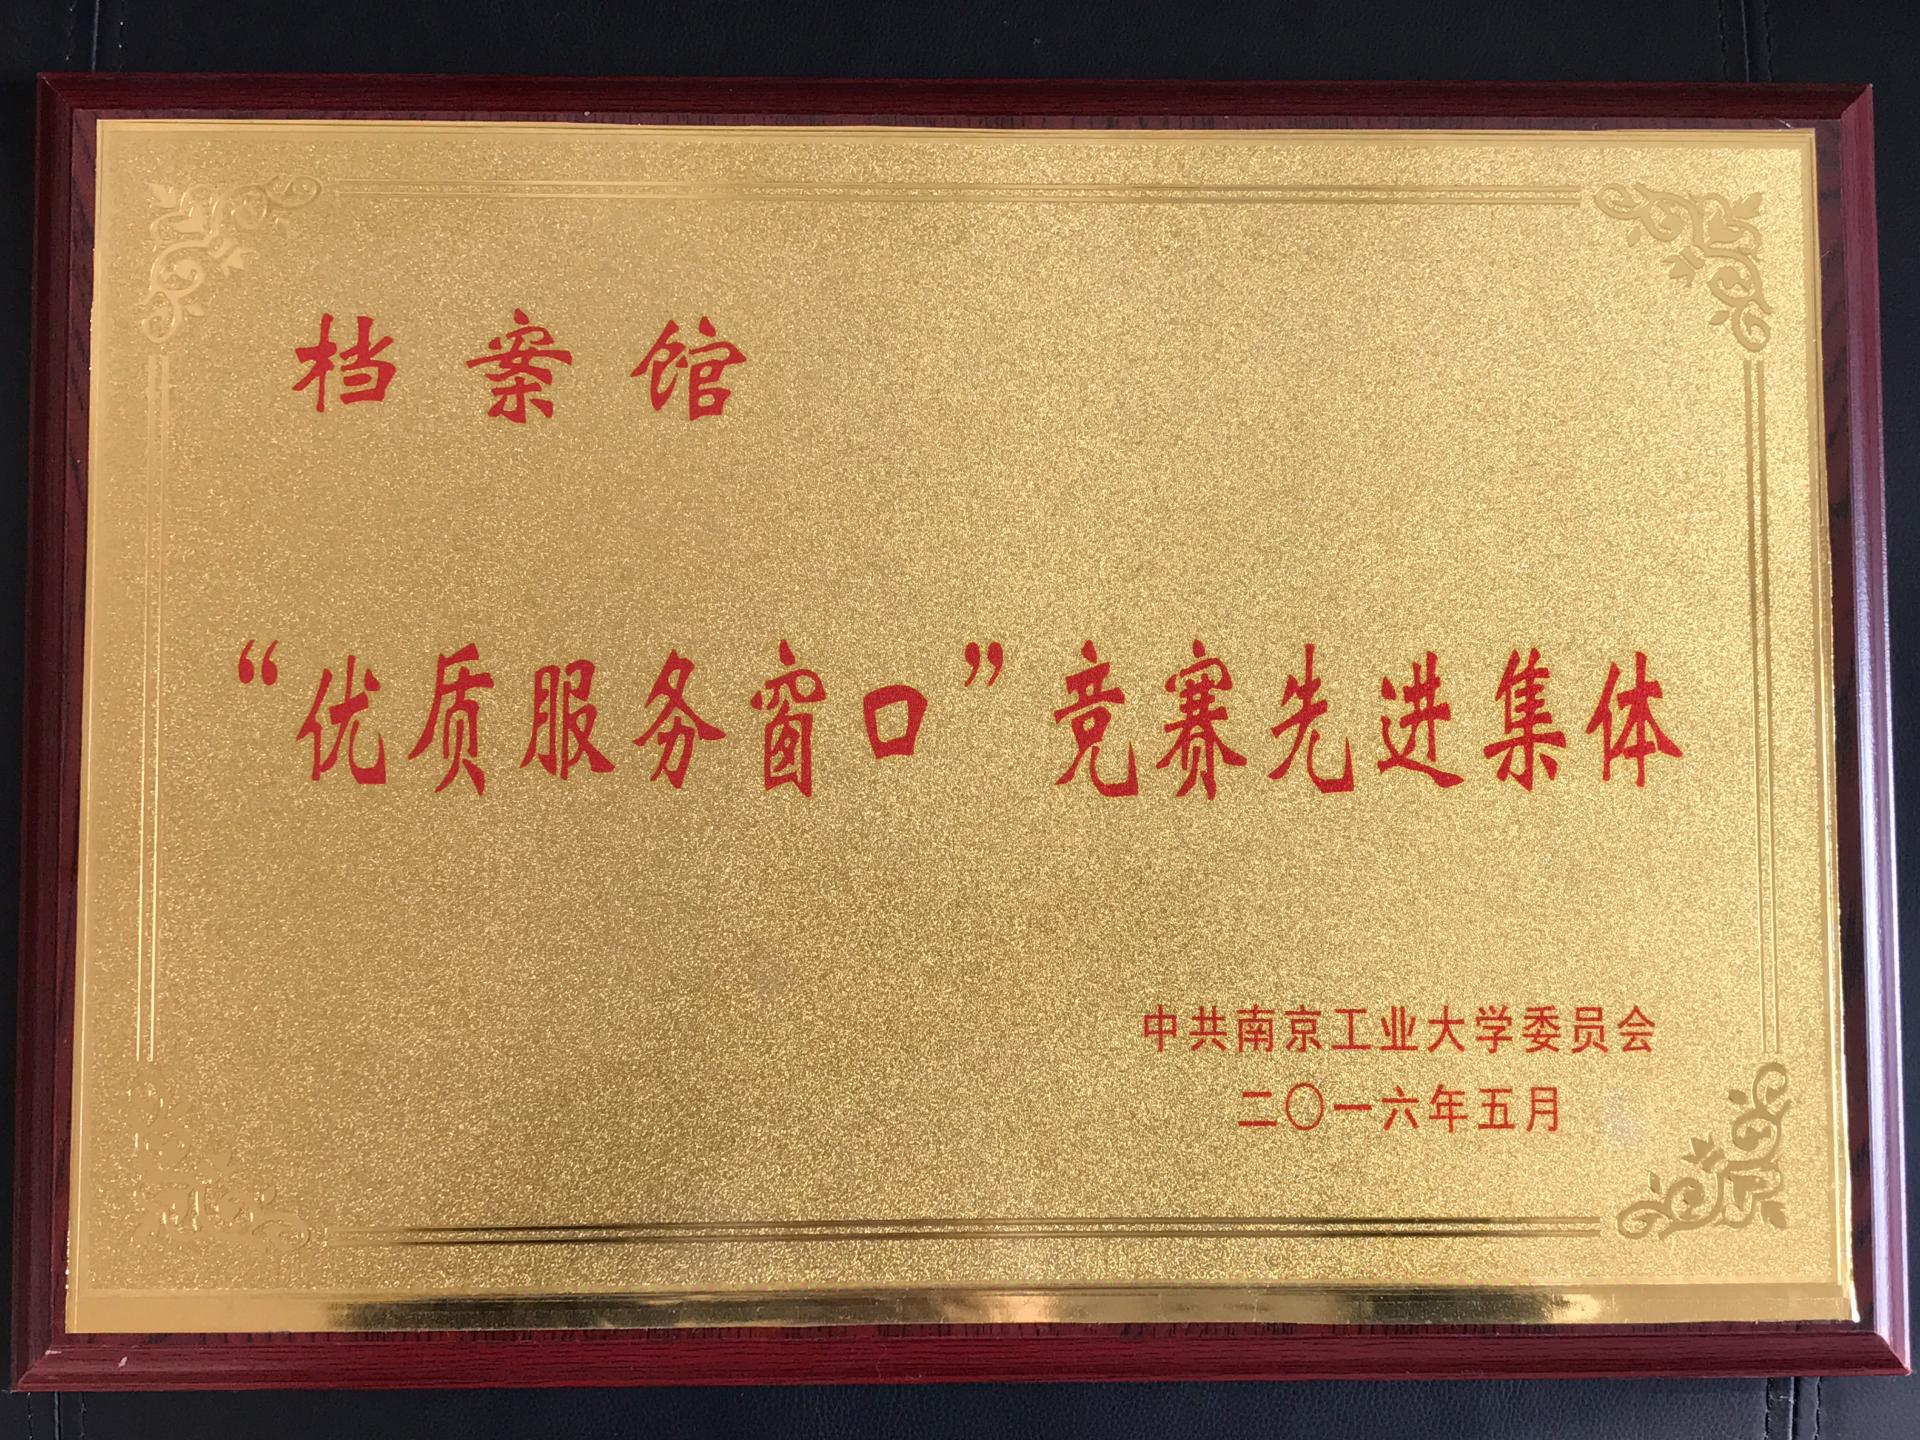 档案馆
“优质服务窗口”竞赛先进集体
中共南京工业大学委员会
二〇一六年五月